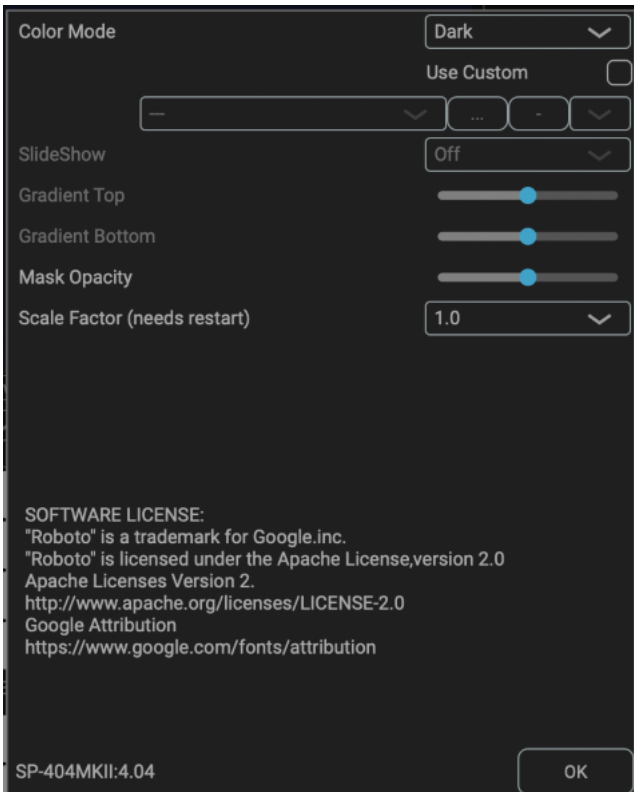 Color Mode Dark
Use Custom
--- ... -
SlideShow Off
Gradient Top
Gradient Bottom
Mask Opacity
Scale Factor (needs restart) 1.0
SOFTWARE LICENSE:
"Roboto" is a trademark for Google.inc.
"Roboto" is licensed under the Apache License,version 2.0
Apache Licenses Version 2.
http://www.apache.org/licenses/LICENSE-2.0
Google Attribution
https://www.google.com/fonts/attribution
SP-404MKII:4.04 OK